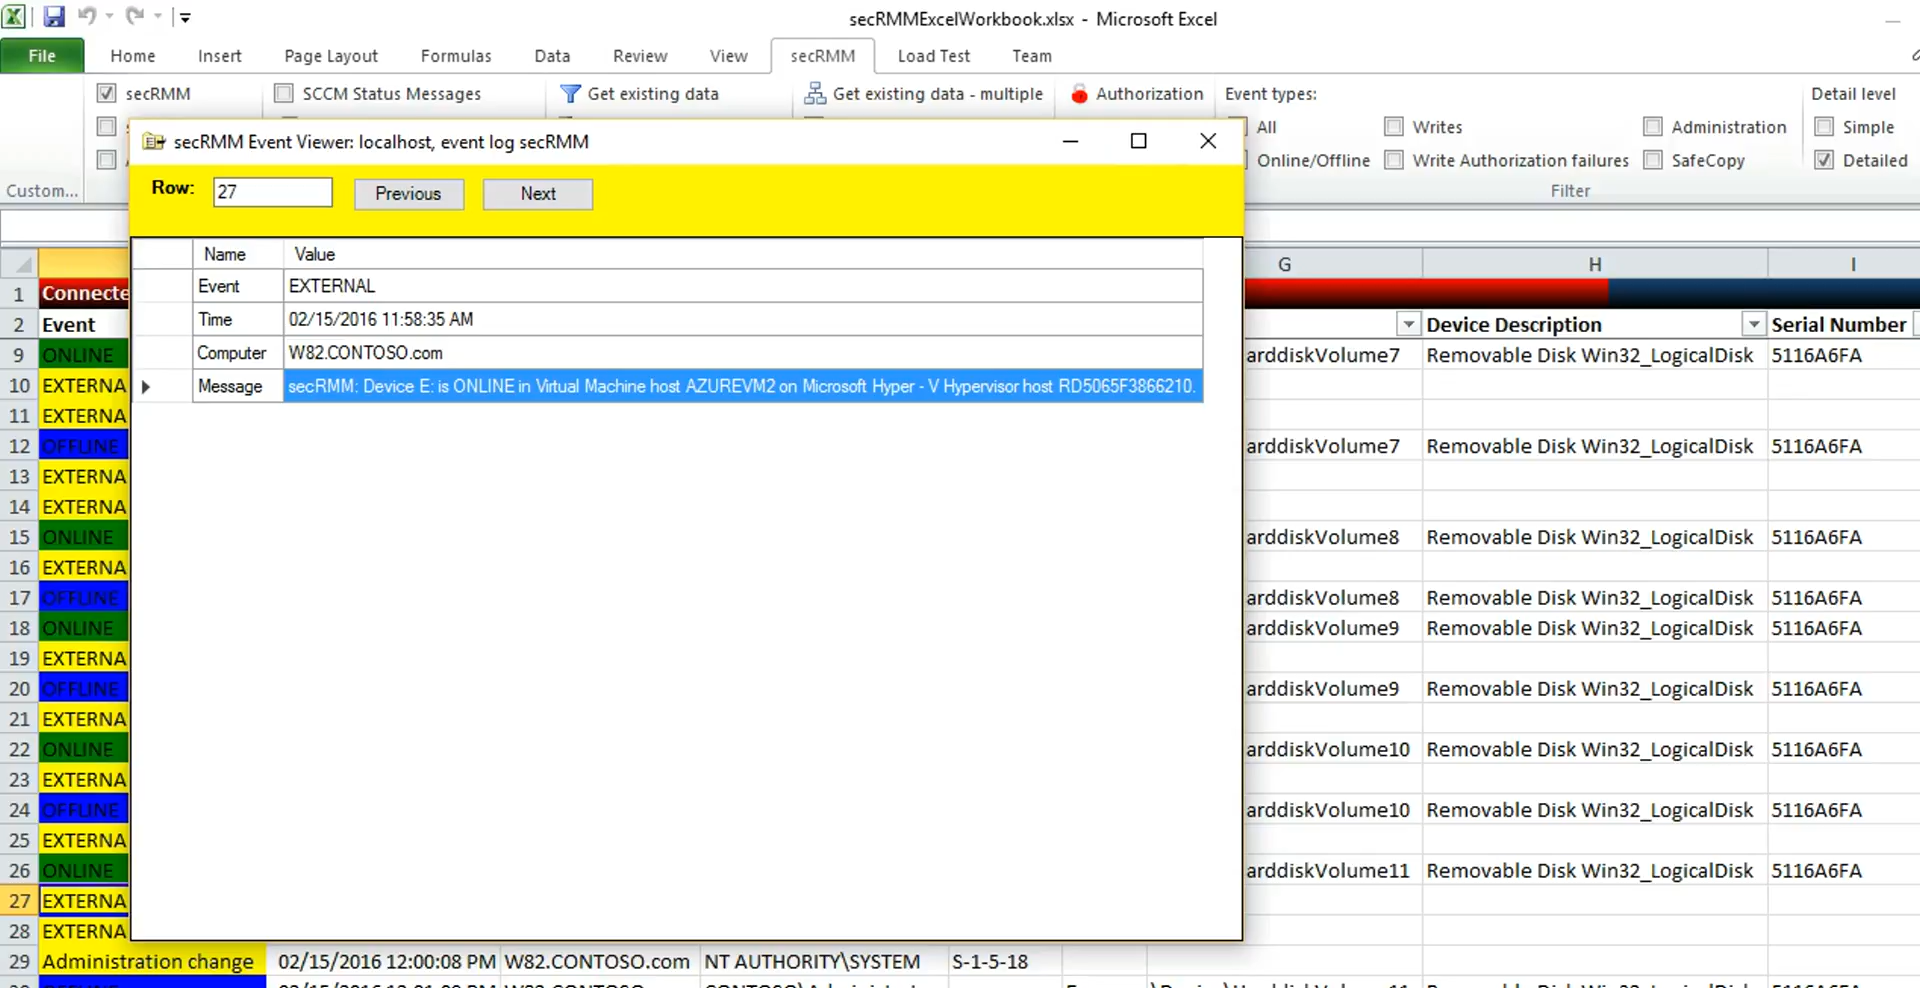 secRMMExcelWorkbook.xlsx - Microsoft Excel
File Home Insert Page Layout Formulas Data Review View secRMM Load Test Team
secRMM SCCM Status Messages Get existing data Get existing data - multiple Authorization Event types: Detail level
All Writes Administration Simple
Online/Offline Write Authorization failures SafeCopy Detailed
Custom... Filter
secRMM Event Viewer: localhost, event log secRMM
Row: 27 Previous Next
Name Value
Event EXTERNAL
Time 02/15/2016 11:58:35 AM
Computer W82.CONTOSO.com
Message secRMM: Device E: is ONLINE in Virtual Machine host AZUREVM2 on Microsoft Hyper - V Hypervisor host RD5065F3866210.
G H I
1 Connecte
2 Event Device Description Serial Number
9 ONLINE arddiskVolume7 Removable Disk Win32_LogicalDisk 5116A6FA
10 EXTERNA
11 EXTERNA
12 OFFLINE arddiskVolume7 Removable Disk Win32_LogicalDisk 5116A6FA
13 EXTERNA
14 EXTERNA
15 ONLINE arddiskVolume8 Removable Disk Win32_LogicalDisk 5116A6FA
16 EXTERNA
17 OFFLINE arddiskVolume8 Removable Disk Win32_LogicalDisk 5116A6FA
18 ONLINE arddiskVolume9 Removable Disk Win32_LogicalDisk 5116A6FA
19 EXTERNA
20 OFFLINE arddiskVolume9 Removable Disk Win32_LogicalDisk 5116A6FA
21 EXTERNA
22 ONLINE arddiskVolume10 Removable Disk Win32_LogicalDisk 5116A6FA
23 EXTERNA
24 OFFLINE arddiskVolume10 Removable Disk Win32_LogicalDisk 5116A6FA
25 EXTERNA
26 ONLINE arddiskVolume11 Removable Disk Win32_LogicalDisk 5116A6FA
27 EXTERNA
28 EXTERNA
29 Administration change 02/15/2016 12:00:08 PM W82.CONTOSO.com NT AUTHORITY\SYSTEM S-1-5-18